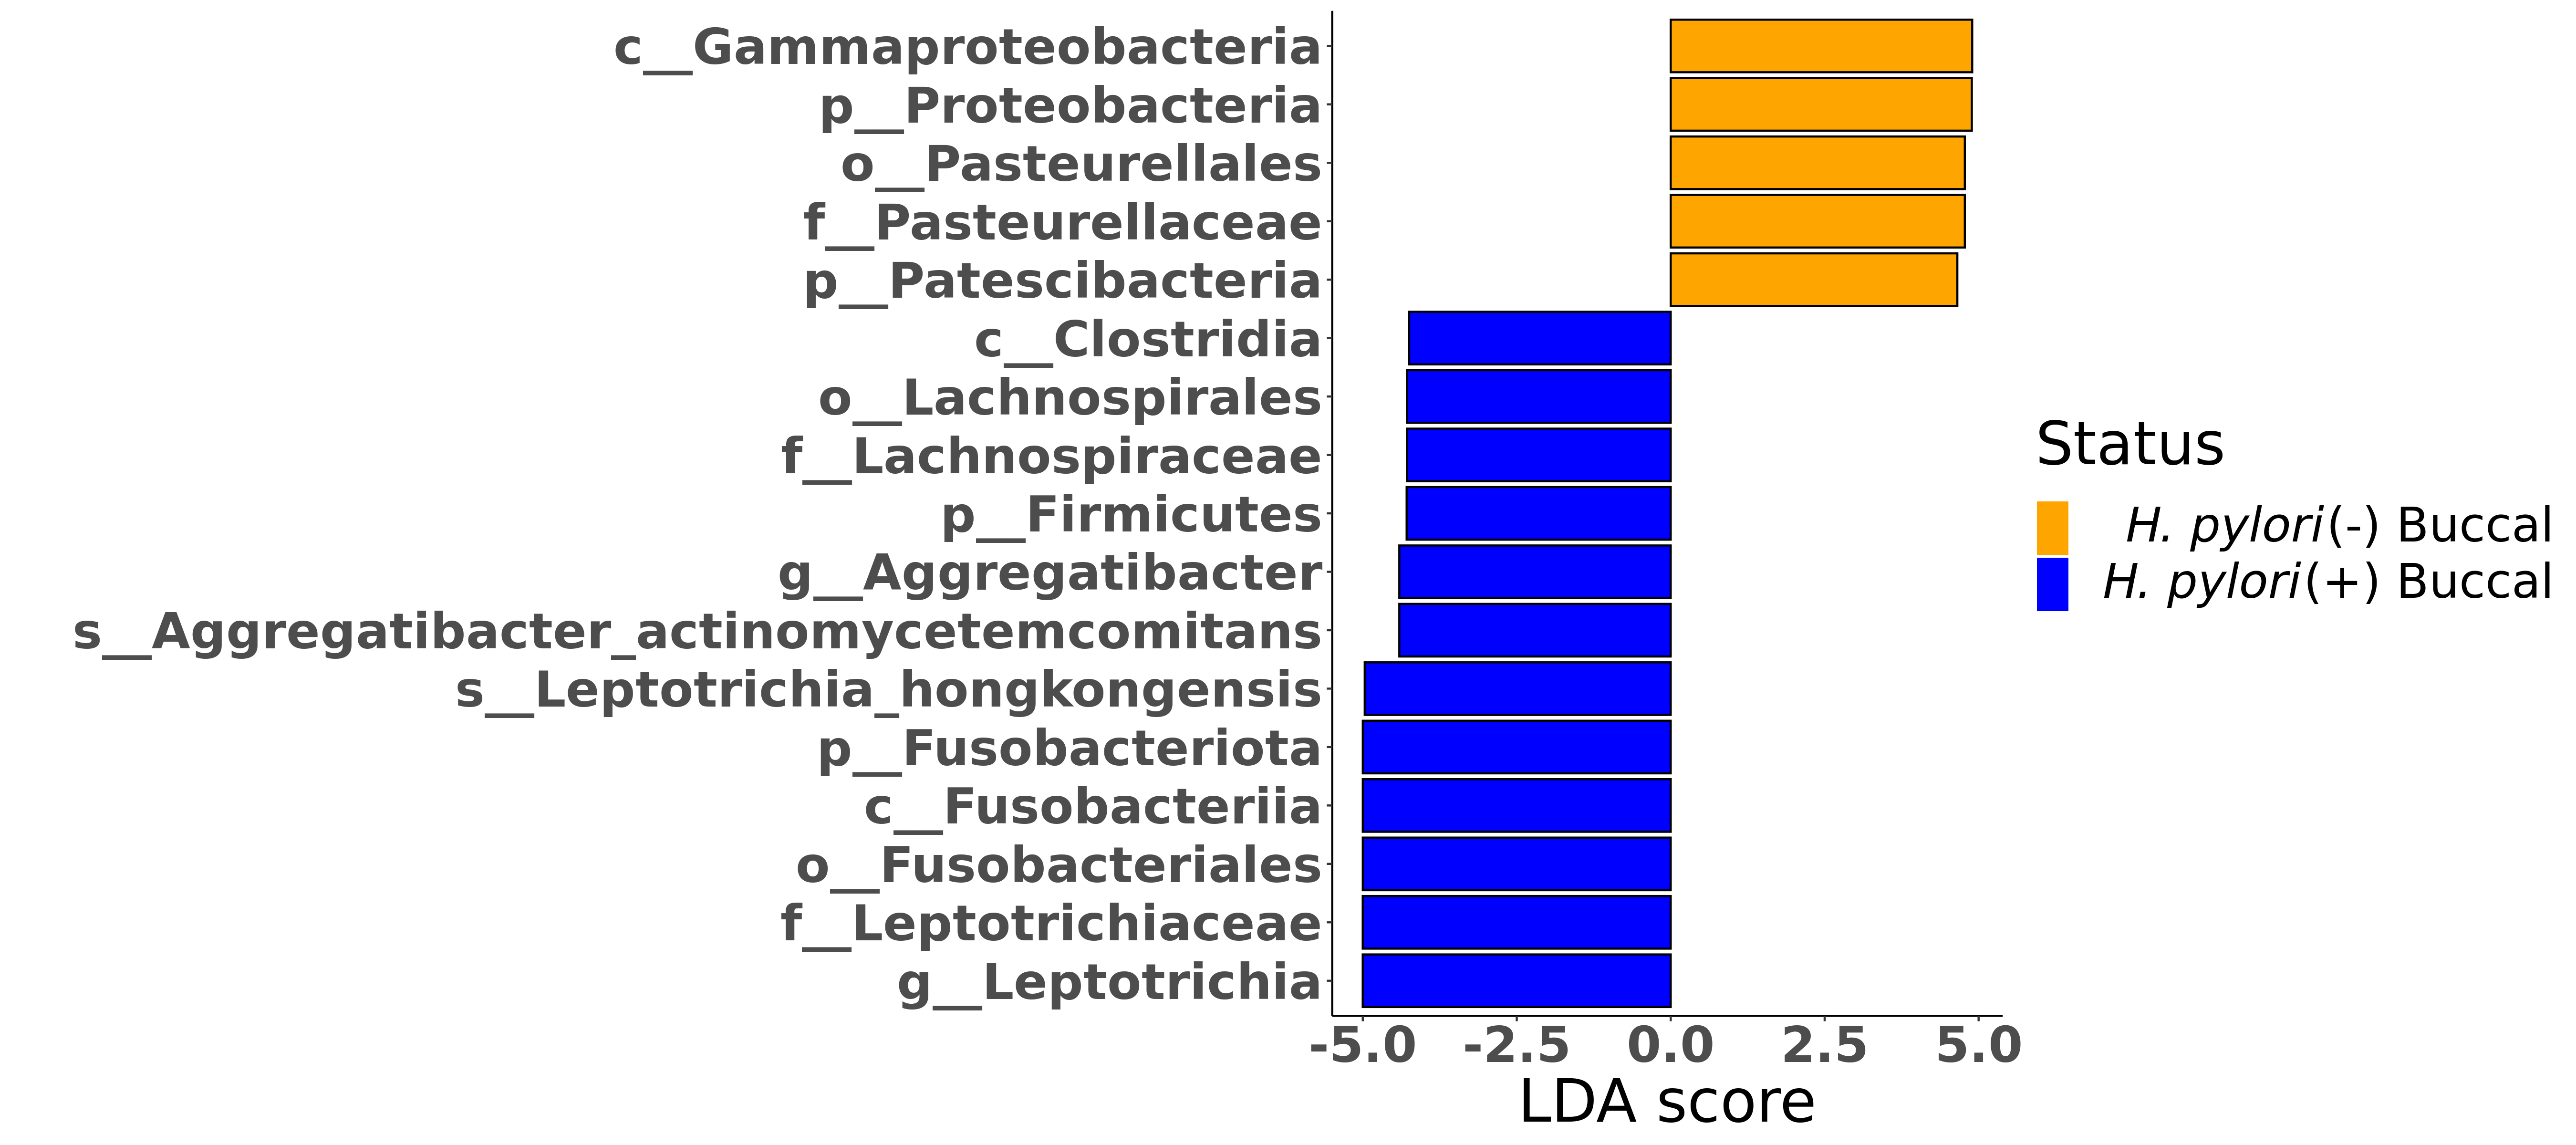 c__Gammaproteobacteria
p__Proteobacteria
o__Pasteurellales
f__Pasteurellaceae
p__Patescibacteria
c__Clostridia
o__Lachnospirales
f__Lachnospiraceae
p__Firmicutes
g__Aggregatibacter
s__Aggregatibacter_actinomycetemcomitans
s__Leptotrichia_hongkongensis
p__Fusobacteriota
c__Fusobacteriia
o__Fusobacteriales
f__Leptotrichiaceae
g__Leptotrichia
-5.0 -2.5 0.0 2.5 5.0
LDA score
Status
H. pylori(-) Buccal
H. pylori(+) Buccal